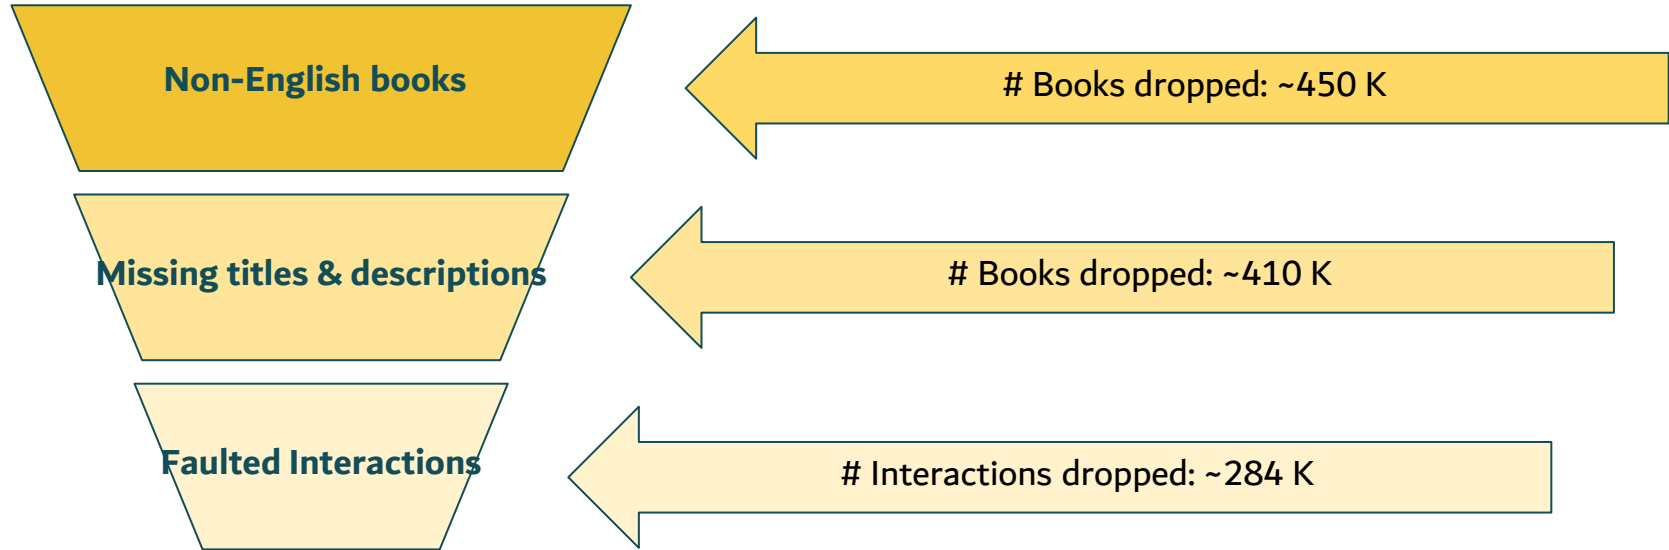 Non-English books
# Books dropped: ~450 K
Missing titles & descriptions
# Books dropped: ~410 K
Faulted Interactions
# Interactions dropped: ~284 K